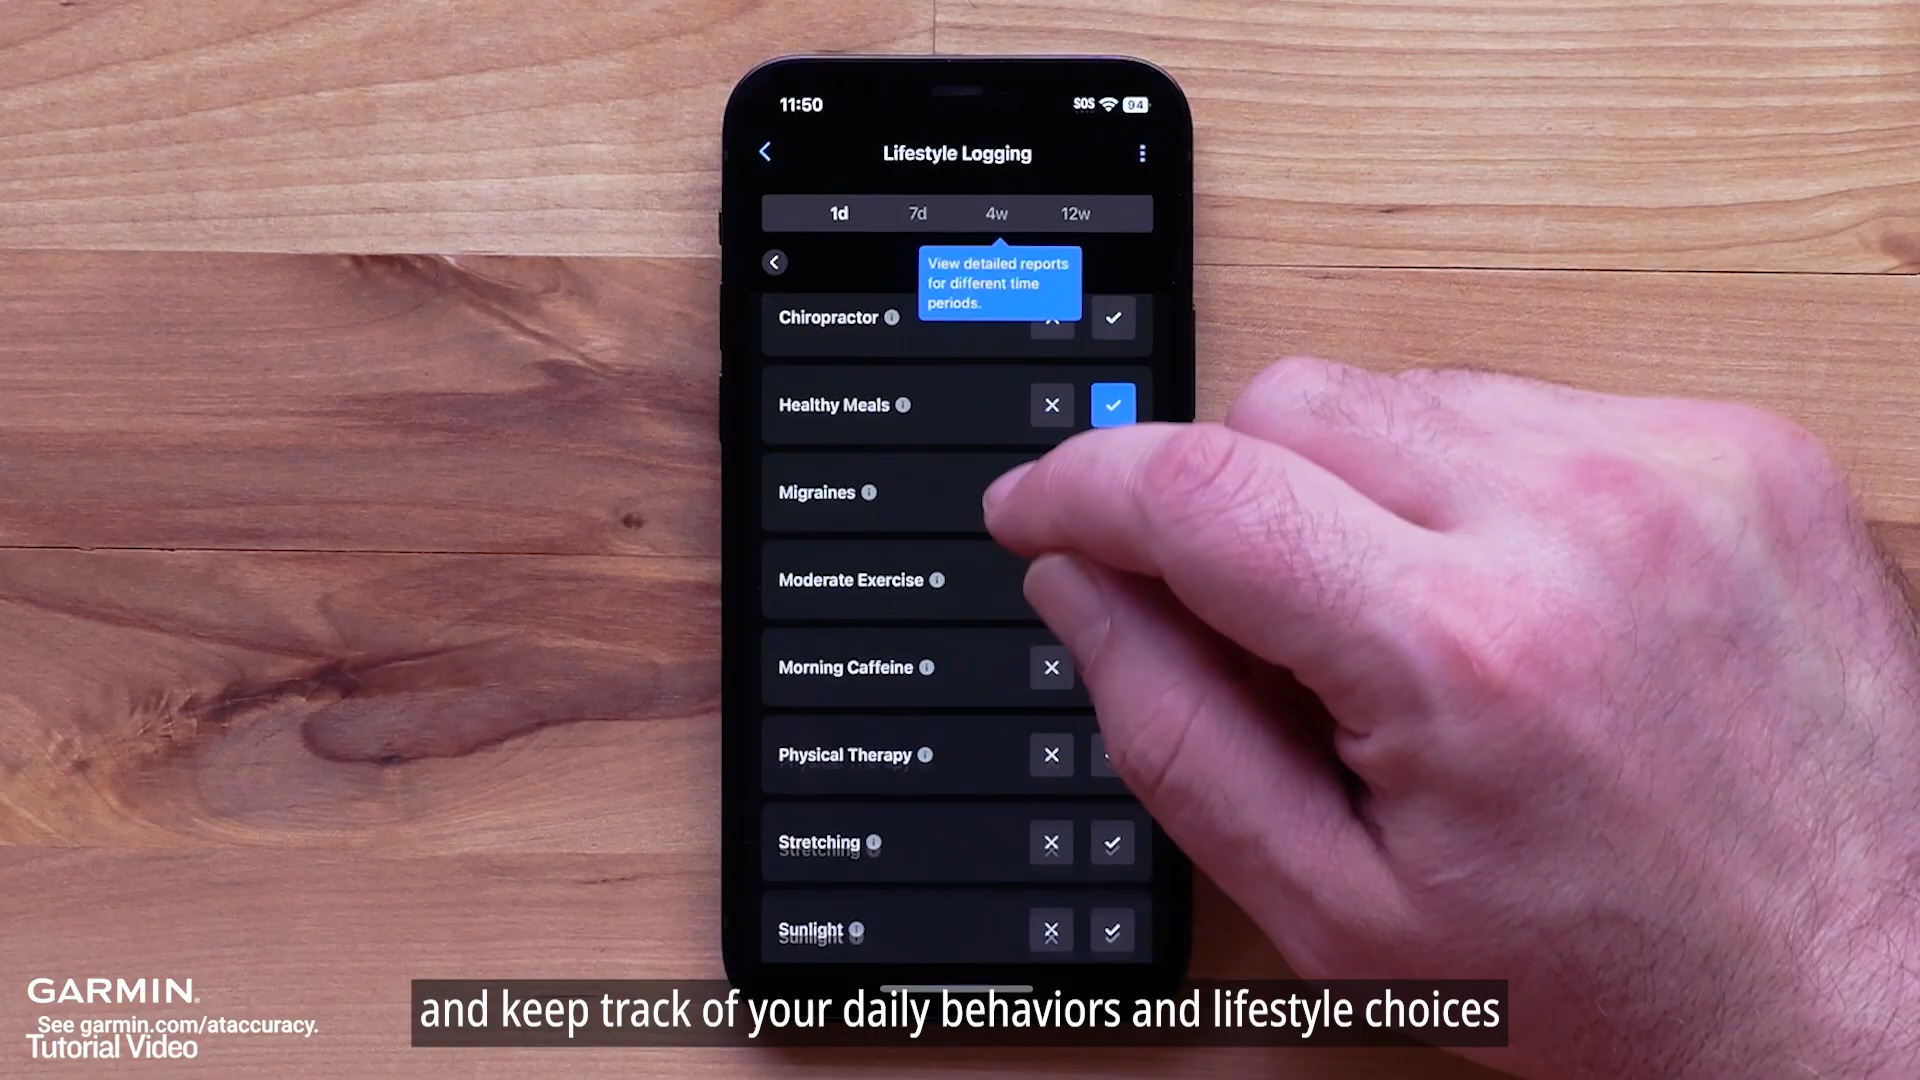 11:50
SOS
94
Lifestyle Logging
1d 7d 4w 12w
View detailed reports
for different time
periods.
Chiropractor
Healthy Meals
Migraines
Moderate Exercise
Morning Caffeine
Physical Therapy
Stretching
Sunlight
GARMIN.
See garmin.com/ataccuracy.
Tutorial Video
and keep track of your daily behaviors and lifestyle choices